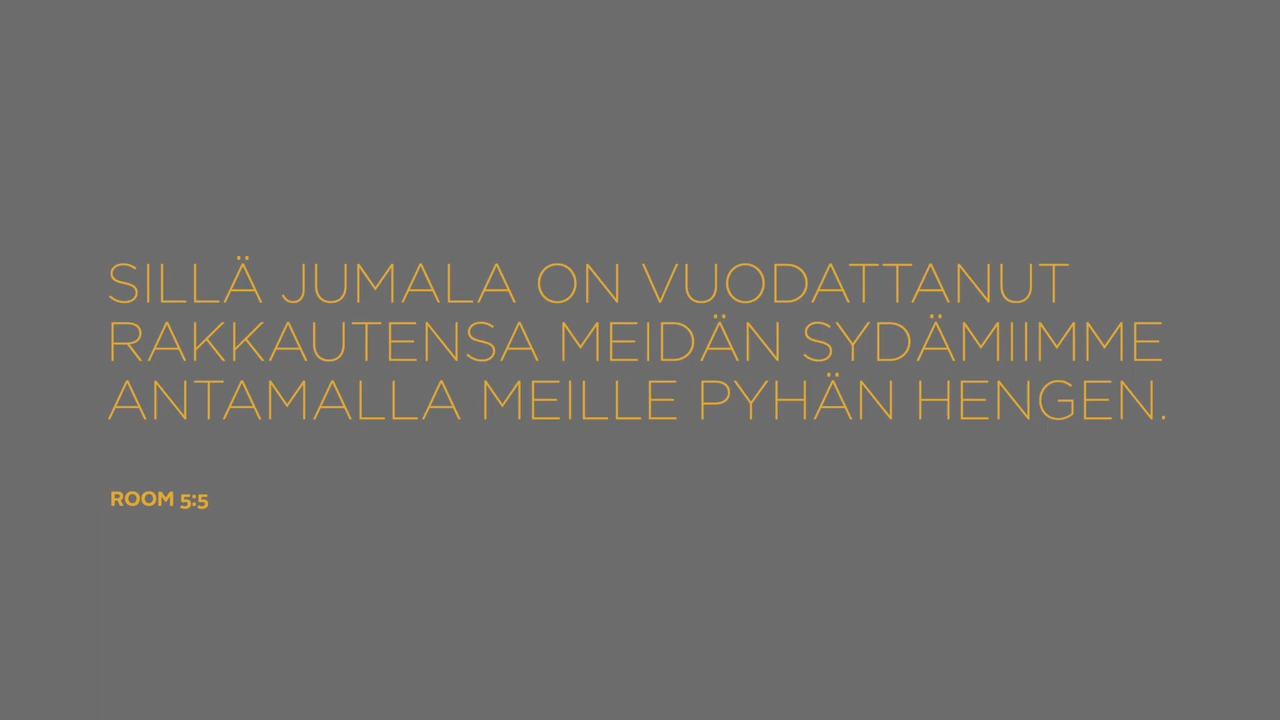 SILLÄ JUMALA ON VUODATTANUT
RAKKAUTENSA MEIDÄN SYDÄMIIMME
ANTAMALLA MEILLE PYHÄN HENGEN.
ROOM 5:5